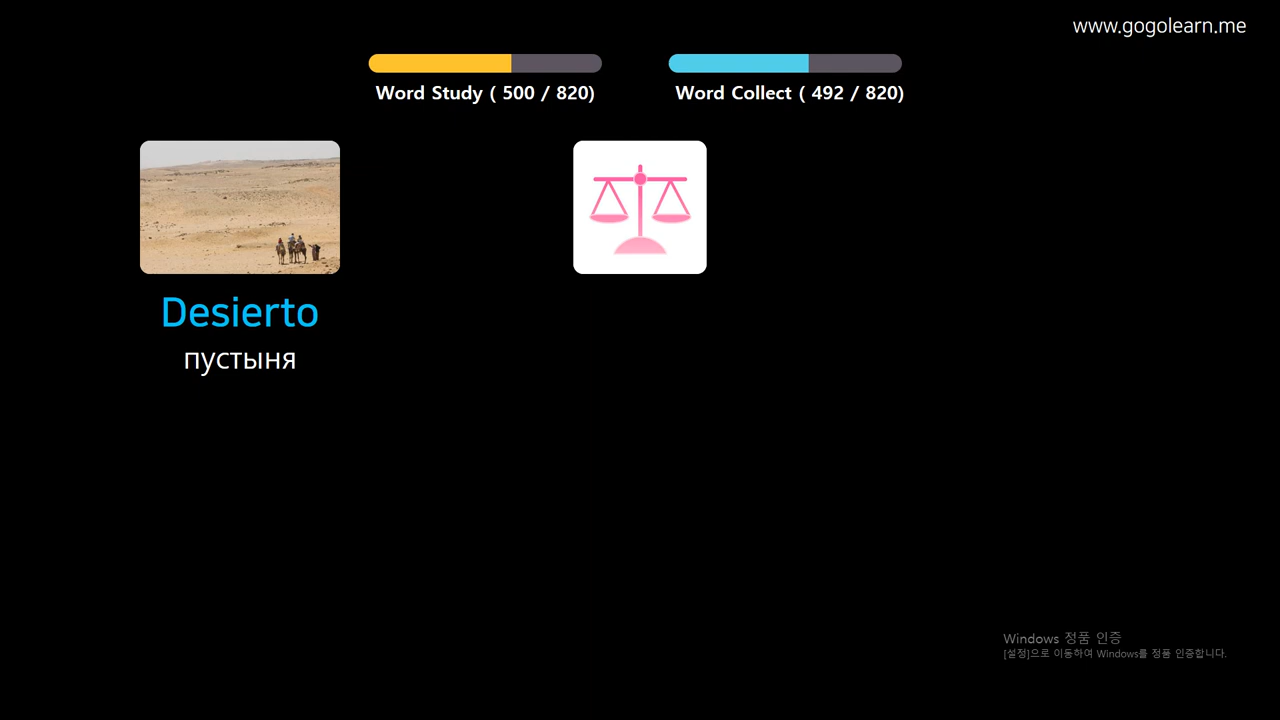 www.gogolearn.me
Word Study ( 500 / 820)
Word Collect ( 492 / 820)
Desierto
пустыня
Windows 정품 인증
[설정]으로 이동하여 Windows를 정품 인증합니다.